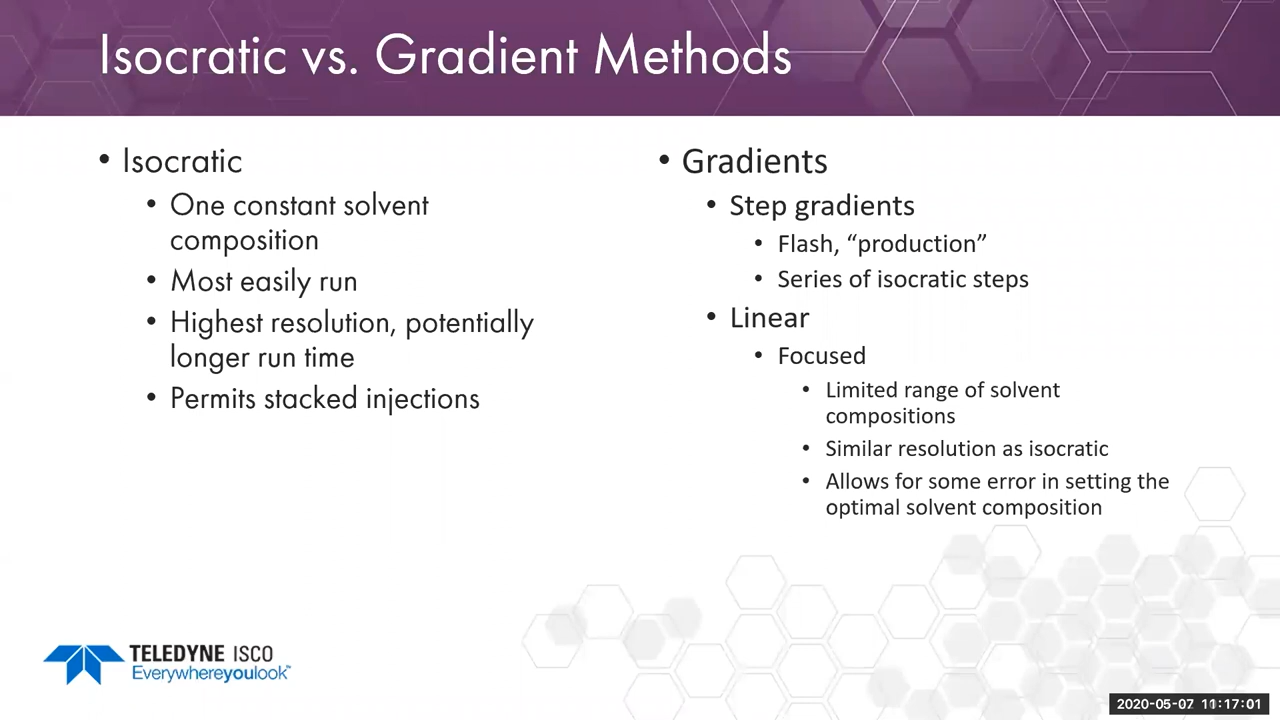 Isocratic vs. Gradient Methods
• Isocratic
• One constant solvent
composition
• Most easily run
• Highest resolution, potentially
longer run time
• Permits stacked injections
• Gradients
• Step gradients
• Flash, “production”
• Series of isocratic steps
• Linear
• Focused
• Limited range of solvent
compositions
• Similar resolution as isocratic
• Allows for some error in setting the
optimal solvent composition
TELEDYNE ISCO
Everywhereyoulook™
2020-05-07 11:17:01